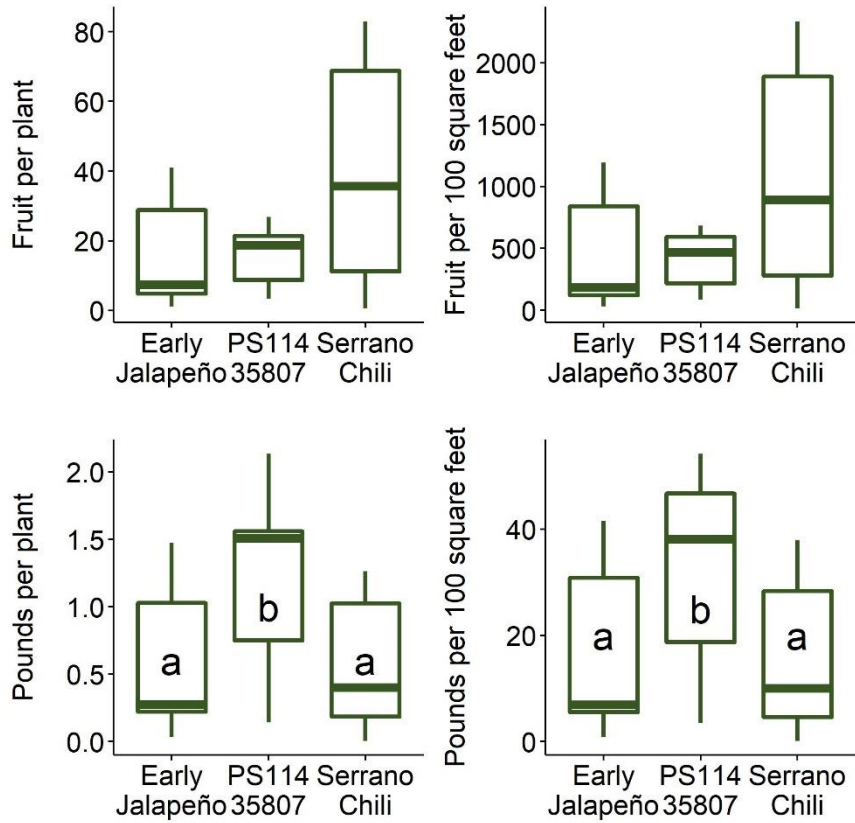 Fruit per plant
80
60
40
20
0
Early PS114 Serrano
Jalapeño 35807 Chili
Fruit per 100 square feet
2000
1500
1000
500
0
Early PS114 Serrano
Jalapeño 35807 Chili
Pounds per plant
2.0
1.5
1.0
0.5
0.0
a
b
a
Early PS114 Serrano
Jalapeño 35807 Chili
Pounds per 100 square feet
40
20
0
a
b
a
Early PS114 Serrano
Jalapeño 35807 Chili